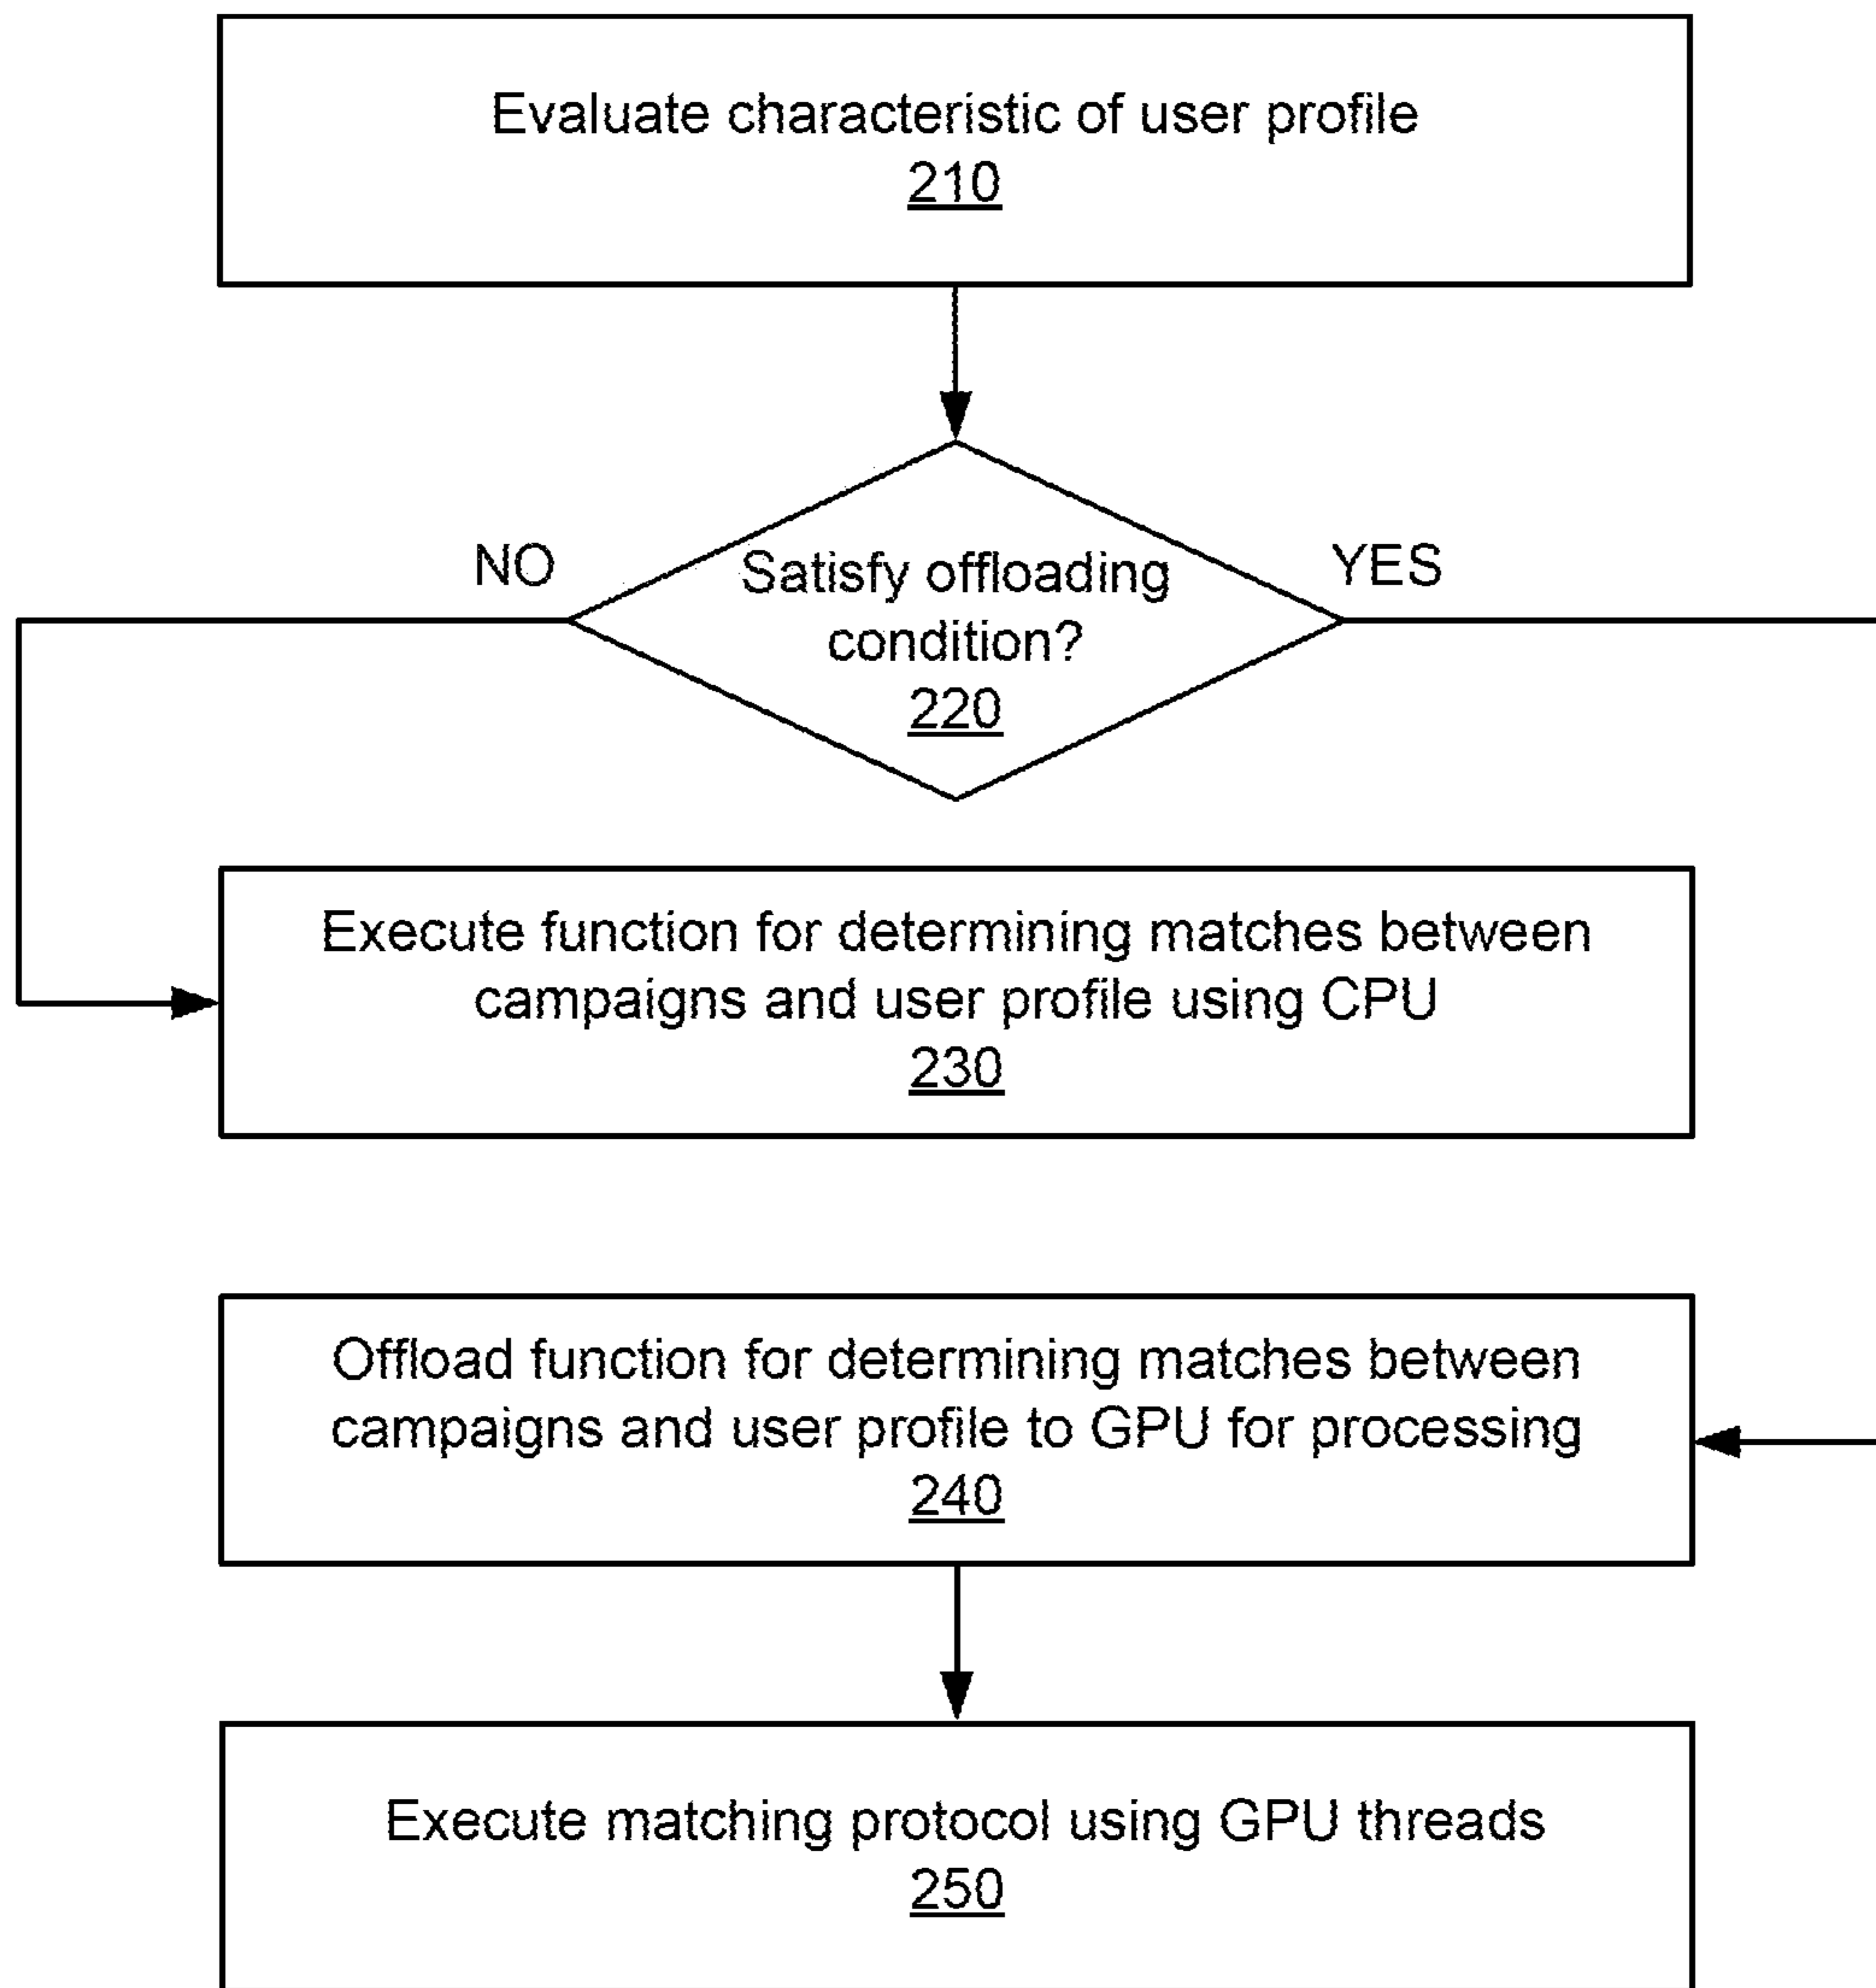 Evaluate characteristic of user profile
210
NO
Satisfy offloading
YES
condition?
220
Execute function for determining matches between
campaigns and user profile using CPU
230
Offload function for determining matches between
campaigns and user profile to GPU for processing
240
Execute matching protocol using GPU threads
250